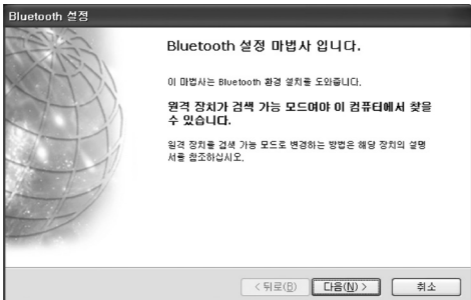 Bluetooth 설정
Bluetooth 설정 마법사 입니다.
이 마법사는 Bluetooth 환경 설치를 도와줍니다.
원격 장치가 검색 가능 모드여야 이 컴퓨터에서 찾을
수 있습니다.
원격 장치를 검색 가능 모드로 변경하는 방법은 해당 장치의 설명
서를 참조하십시오.
< 뒤로(B)
다음(N) >
취소